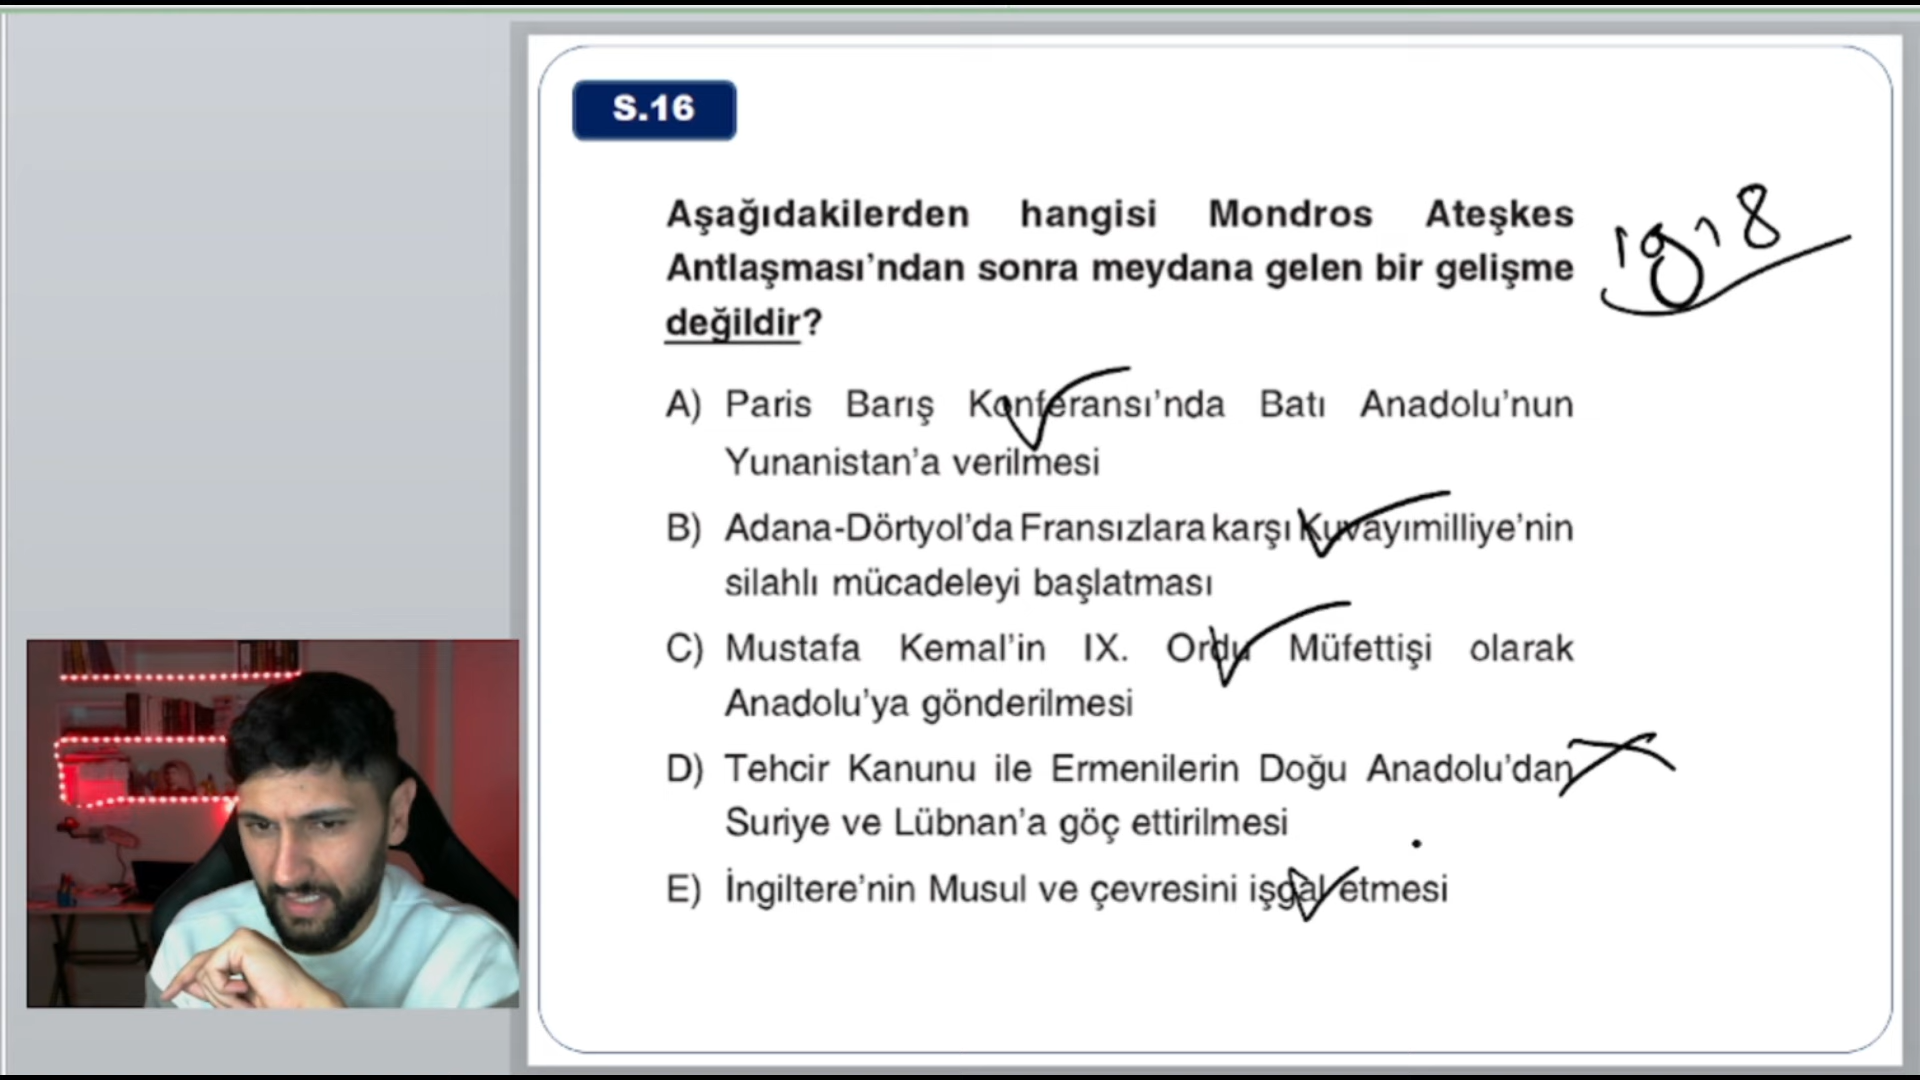 S.16
Aşağıdakilerden hangisi Mondros Ateşkes
Antlaşması'ndan sonra meydana gelen bir gelişme
değildir?
1918
A) Paris Barış Konferansı'nda Batı Anadolu'nun
Yunanistan'a verilmesi
B) Adana-Dörtyol'da Fransızlara karşı Kuvayımilliye'nin
silahlı mücadeleyi başlatması
C) Mustafa Kemal'in IX. Ordu Müfettişi olarak
Anadolu'ya gönderilmesi
D) Tehcir Kanunu ile Ermenilerin Doğu Anadolu'dan
Suriye ve Lübnan'a göç ettirilmesi
E) İngiltere'nin Musul ve çevresini işgal etmesi